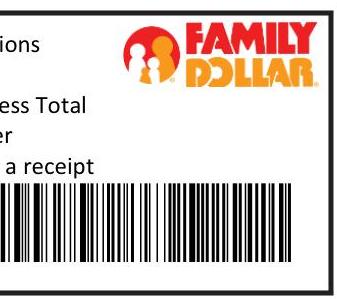 ions
FAMILY
DOLLAR
ess Total
er
a receipt